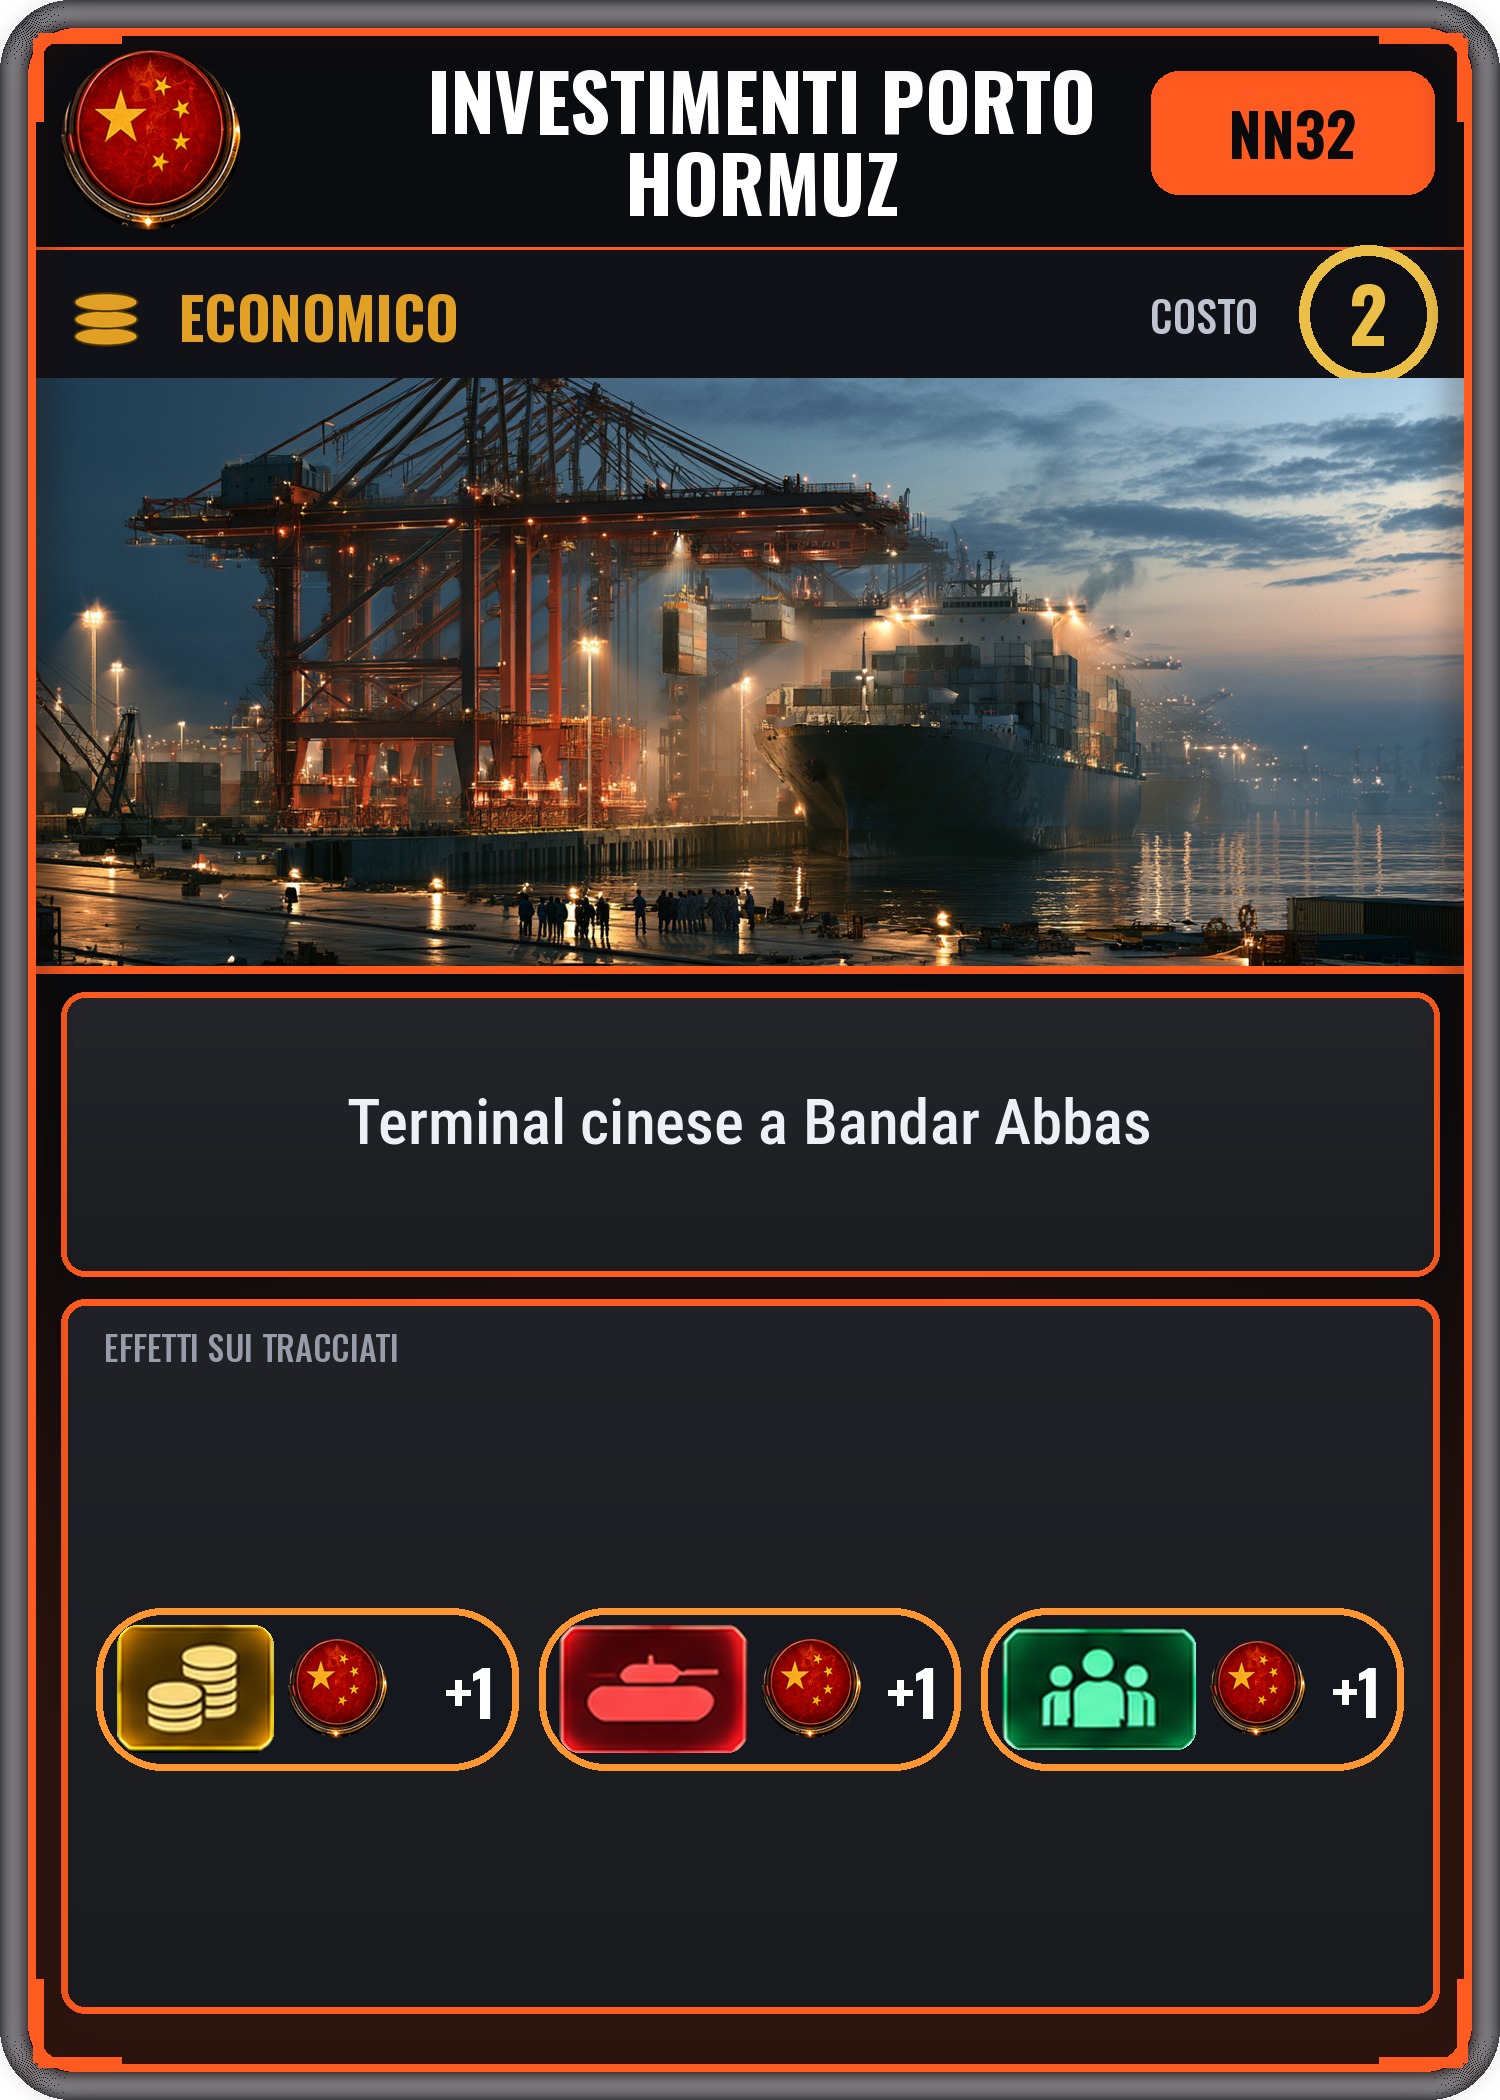 INVESTIMENTI PORTO
HORMUZ
NN32
ECONOMICO
COSTO
2
Terminal cinese a Bandar Abbas
EFFETTI SUI TRACCIATI
+1
+1
+1